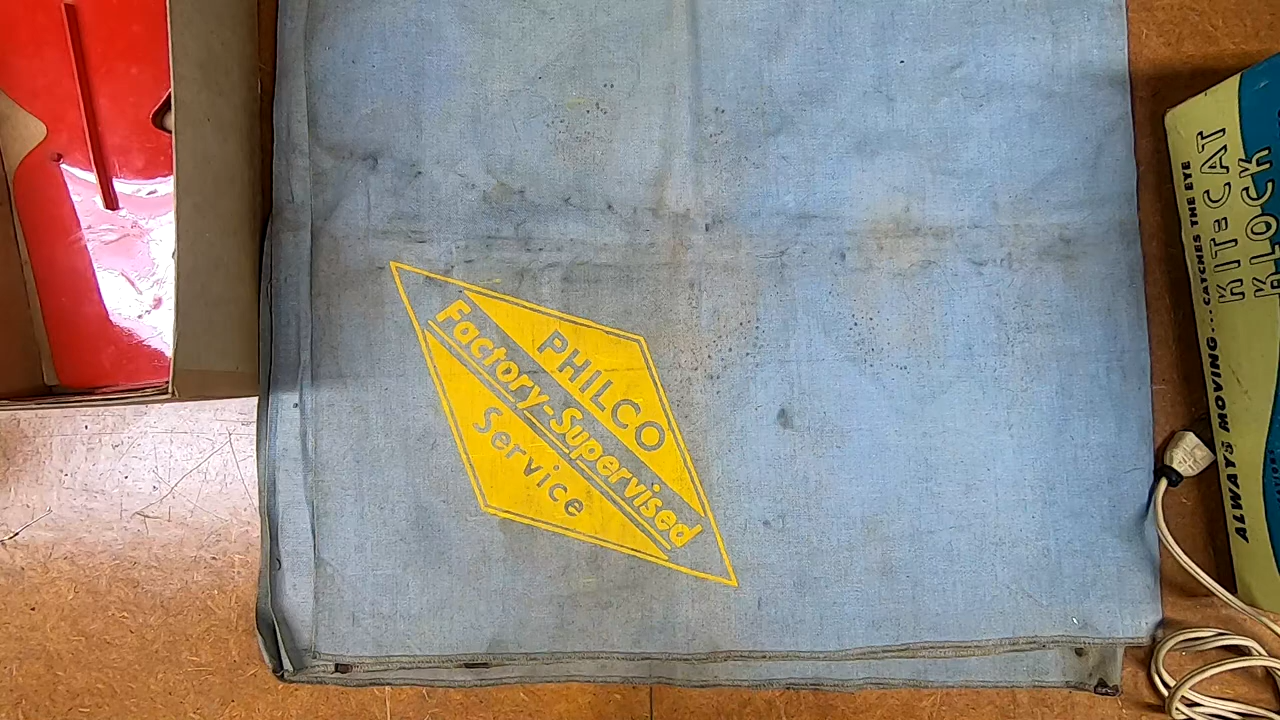 PHILCO
Factory-Supervised
Service
ALWAYS MOVING...CATCHES THE EYE
KIT-CAT
KLOCK